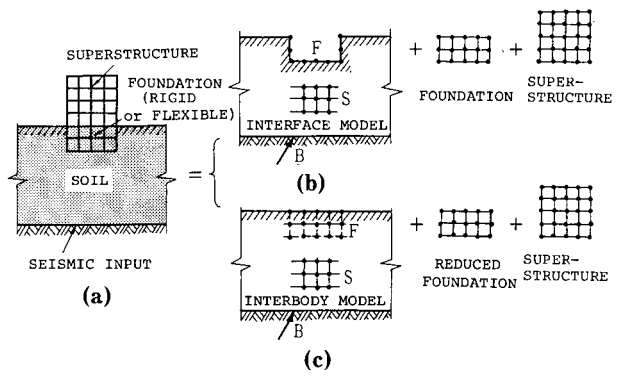 SUPERSTRUCTURE
FOUNDATION
(RIGID
or FLEXIBLE)
SOIL
SEISMIC INPUT
(a)
=
F
S
INTERFACE MODEL
B
(b)
+
FOUNDATION
+
SUPER-
STRUCTURE
F
S
INTERBODY MODEL
B
(c)
+
REDUCED
FOUNDATION
+
SUPER-
STRUCTURE